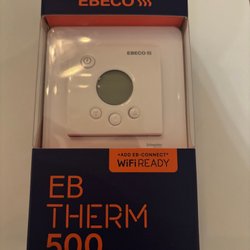 EBECO
EBECO
+ADD EB-CONNECT+
WiFi READY
EB
THERM
500